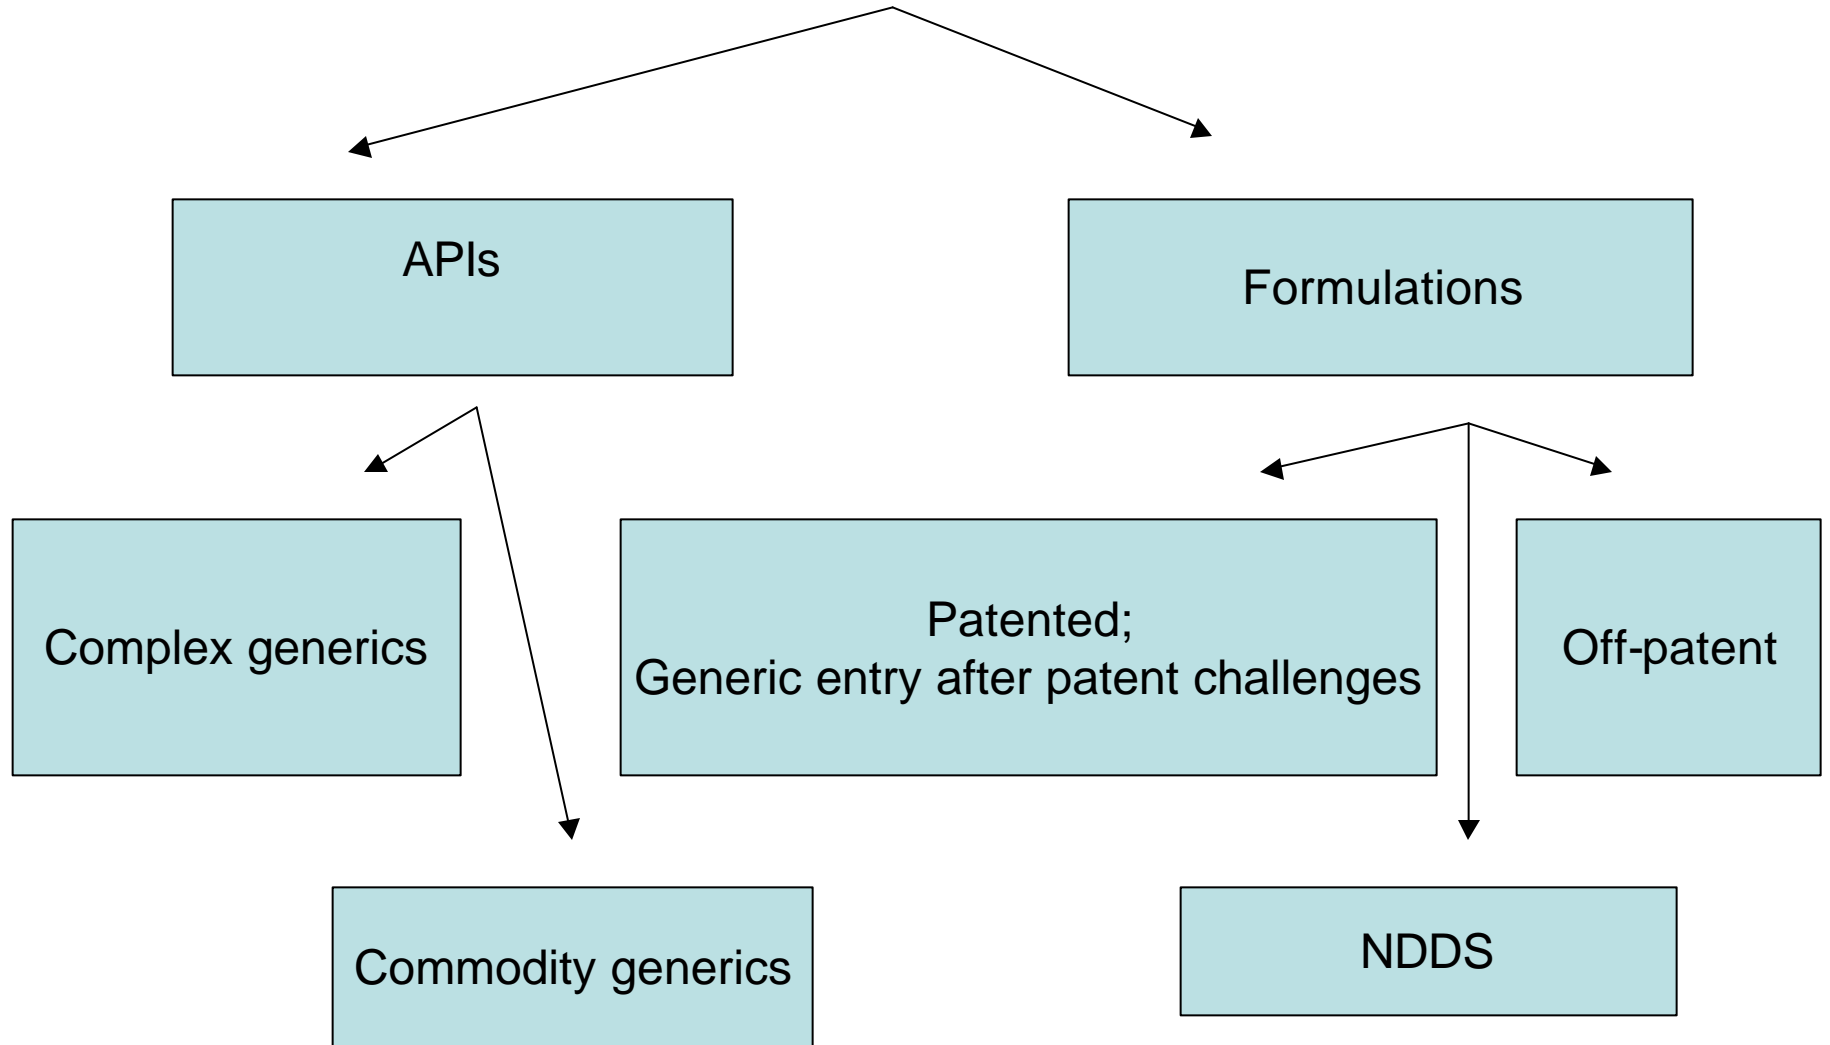 APIs
Formulations
Complex generics
Patented;
Generic entry after patent challenges
Off-patent
Commodity generics
NDDS